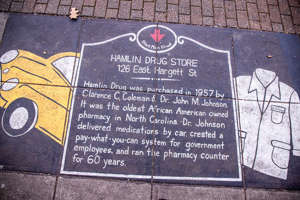 HAMLIN DRUG STORE
126 East Hargett St
Hamlin Drug was purchased in 1957 by
Clarence C. Coleman & Dr. John M. Johnson.
It was the oldest African American owned
pharmacy in North Carolina. Dr. Johnson
delivered medications by car, created a
pay-what-you-can system for government
employees, and ran the pharmacy counter
for 60 years.